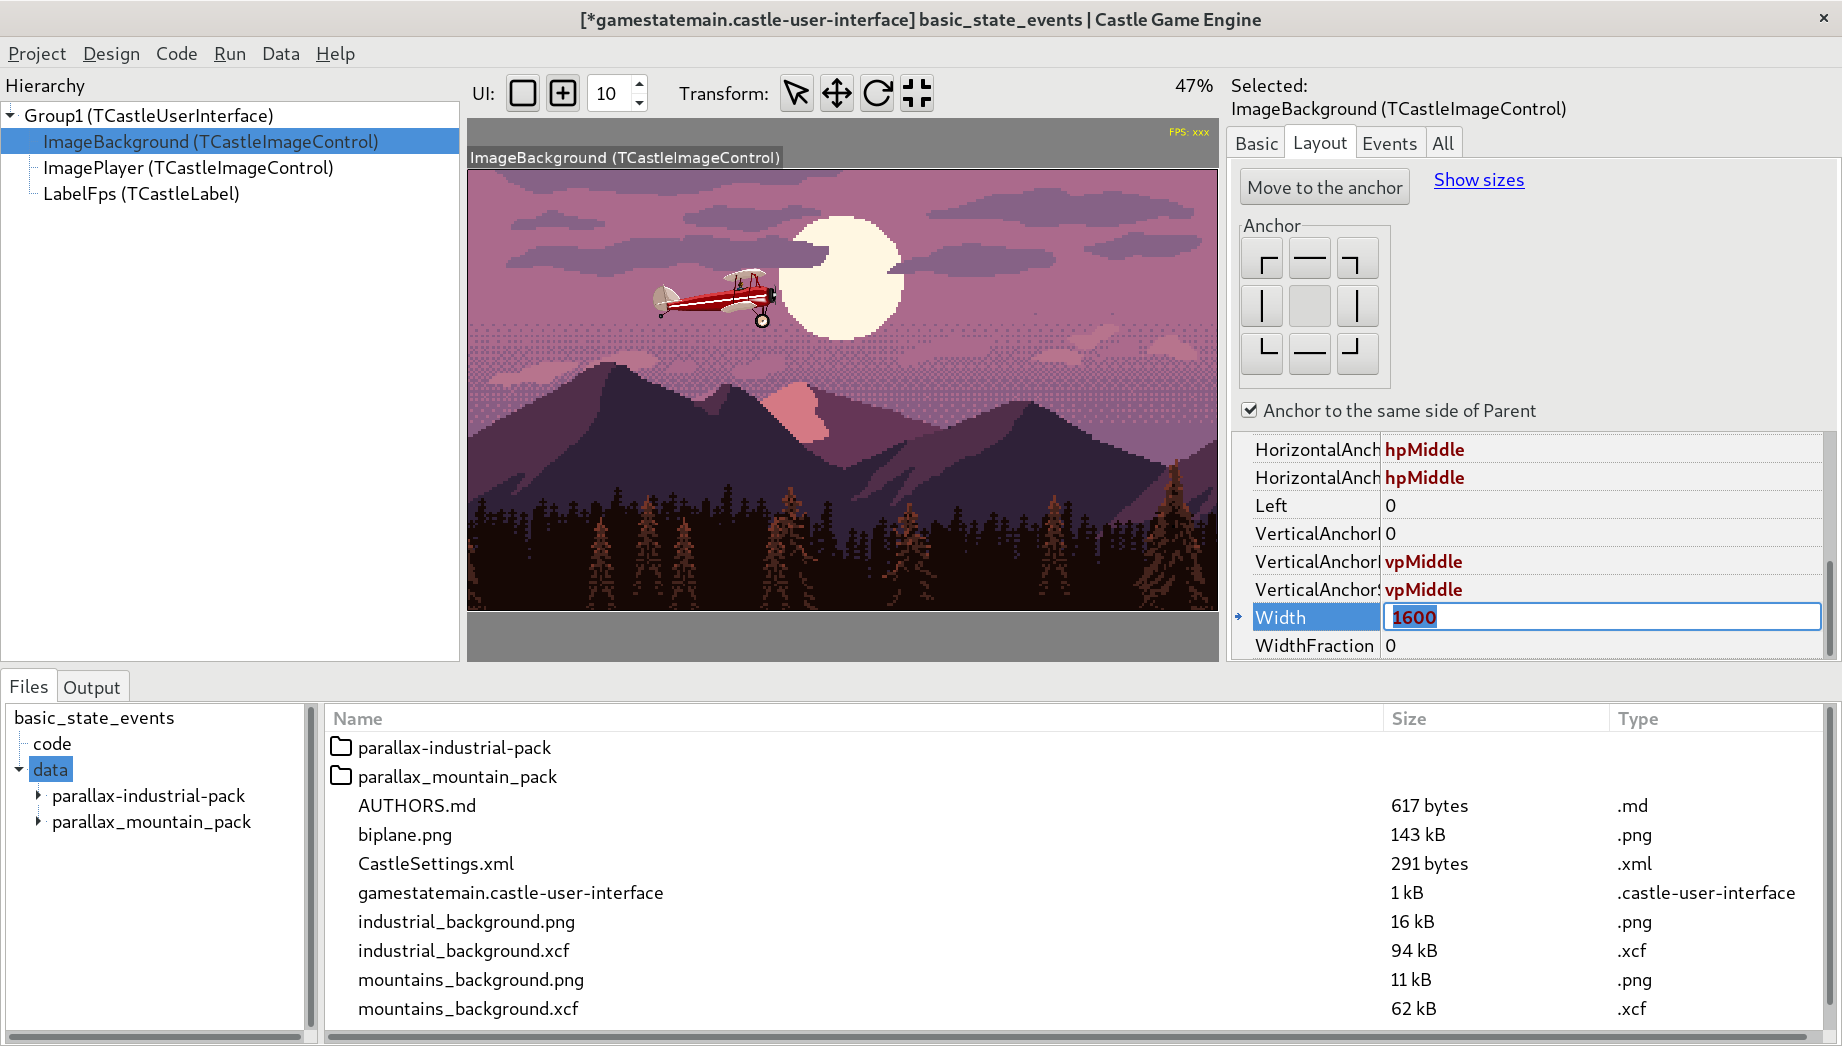 [*gamestatemain.castle-user-interface] basic_state_events | Castle Game Engine
Project Design Code Run Data Help
Hierarchy
Group1 (TCastleUserInterface)
ImageBackground (TCastleImageControl)
ImagePlayer (TCastleImageControl)
LabelFps (TCastleLabel)
UI: 10 Transform: 47%
FPS: xxx
ImageBackground (TCastleImageControl)
Selected:
ImageBackground (TCastleImageControl)
Basic Layout Events All
Move to the anchor Show sizes
Anchor
Anchor to the same side of Parent
HorizontalAnch hpMiddle
HorizontalAnch hpMiddle
Left 0
VerticalAnchor 0
VerticalAnchor vpMiddle
VerticalAnchorS vpMiddle
Width 1600
WidthFraction 0
Files Output
basic_state_events
code
data
parallax-industrial-pack
parallax_mountain_pack
Name Size Type
parallax-industrial-pack
parallax_mountain_pack
AUTHORS.md 617 bytes .md
biplane.png 143 kB .png
CastleSettings.xml 291 bytes .xml
gamestatemain.castle-user-interface 1 kB .castle-user-interface
industrial_background.png 16 kB .png
industrial_background.xcf 94 kB .xcf
mountains_background.png 11 kB .png
mountains_background.xcf 62 kB .xcf